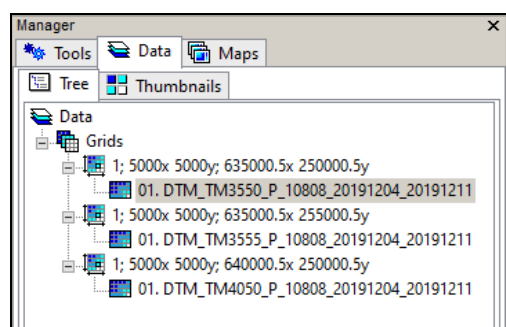 Manager
Tools Data Maps
Tree Thumbnails
Data
Grids
1; 5000x 5000y; 635000.5x 250000.5y
01. DTM_TM3550_P_10808_20191204_20191211
1; 5000x 5000y; 635000.5x 255000.5y
01. DTM_TM3555_P_10808_20191204_20191211
1; 5000x 5000y; 640000.5x 250000.5y
01. DTM_TM4050_P_10808_20191204_20191211